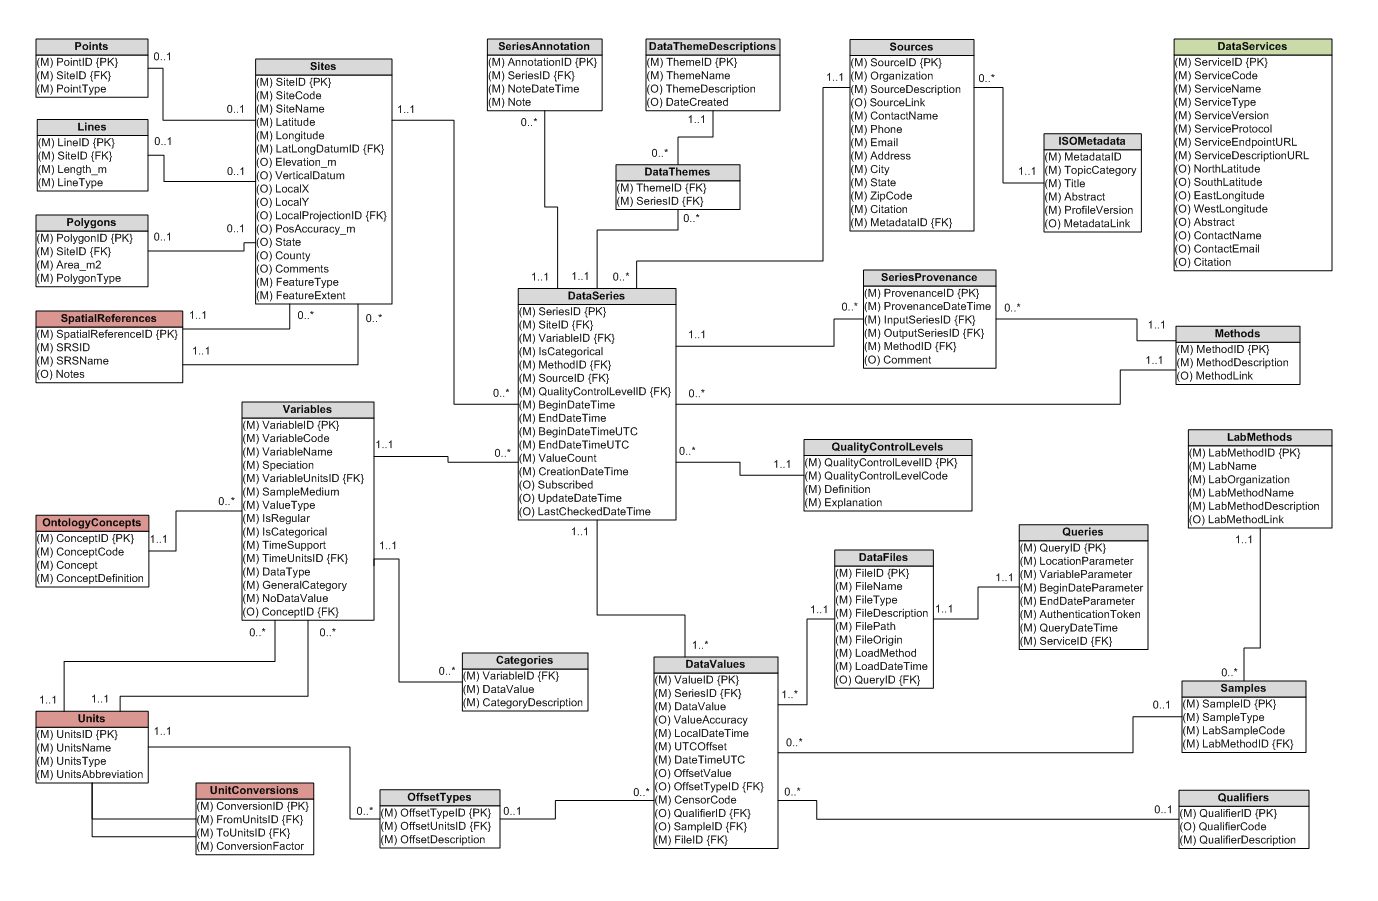 Points
(M) PointID {PK}
(M) SiteID {FK}
(M) PointType
0..1
0..1
Lines
(M) LineID {PK}
(M) SiteID {FK}
(M) Length_m
(M) LineType
0..1
0..1
Polygons
(M) PolygonID {PK}
(M) SiteID {FK}
(M) Area_m2
(M) PolygonType
0..1
0..1
Sites
(M) SiteID {PK}
(M) SiteCode
(M) SiteName
(M) Latitude
(M) Longitude
(M) LatLongDatumID {FK}
(O) Elevation_m
(O) VerticalDatum
(O) LocalX
(O) LocalY
(O) LocalProjectionID {FK}
(O) PosAccuracy_m
(O) State
(O) County
(O) Comments
(M) FeatureType
(M) FeatureExtent
1..1
0..*
0..*
SpatialReferences
(M) SpatialReferenceID {PK}
(M) SRSID
(M) SRSName
(O) Notes
1..1
1..1
SeriesAnnotation
(M) AnnotationID {PK}
(M) SeriesID {FK}
(M) NoteDateTime
(M) Note
0..*
DataThemeDescriptions
(M) ThemeID {PK}
(M) ThemeName
(O) ThemeDescription
(O) DateCreated
1..1
0..*
DataThemes
(M) ThemeID {FK}
(M) SeriesID {FK}
0..*
Sources
(M) SourceID {PK}
(M) Organization
(M) SourceDescription
(O) SourceLink
(M) ContactName
(M) Phone
(M) Email
(M) Address
(M) City
(M) State
(M) ZipCode
(M) Citation
(M) MetadataID {FK}
1..1
0..*
ISOMetadata
(M) MetadataID
(M) TopicCategory
(M) Title
(M) Abstract
(M) ProfileVersion
(O) MetadataLink
1..1
DataServices
(M) ServiceID {PK}
(M) ServiceCode
(M) ServiceName
(M) ServiceType
(M) ServiceVersion
(M) ServiceProtocol
(M) ServiceEndpointURL
(M) ServiceDescriptionURL
(O) NorthLatitude
(O) SouthLatitude
(O) EastLongitude
(O) WestLongitude
(O) Abstract
(O) ContactName
(O) ContactEmail
(O) Citation
1..1
1..1
0..*
DataSeries
(M) SeriesID {PK}
(M) SiteID {FK}
(M) VariableID {FK}
(M) IsCategorical
(M) MethodID {FK}
(M) SourceID {FK}
(M) QualityControlLevelID {FK}
(M) BeginDateTime
(M) EndDateTime
(M) BeginDateTimeUTC
(M) EndDateTimeUTC
(M) ValueCount
(M) CreationDateTime
(O) Subscribed
(O) UpdateDateTime
(O) LastCheckedDateTime
0..*
0..*
1..1
0..*
0..*
1..1
SeriesProvenance
(M) ProvenanceID {PK}
(M) ProvenanceDateTime
(M) InputSeriesID {FK}
(M) OutputSeriesID {FK}
(M) MethodID {FK}
(O) Comment
0..*
0..*
Methods
(M) MethodID {PK}
(M) MethodDescription
(O) MethodLink
1..1
1..1
QualityControlLevels
(M) QualityControlLevelID {PK}
(M) QualityControlLevelCode
(M) Definition
(M) Explanation
1..1
Variables
(M) VariableID {PK}
(M) VariableCode
(M) VariableName
(M) Speciation
(M) VariableUnitsID {FK}
(M) SampleMedium
(M) ValueType
(M) IsRegular
(M) IsCategorical
(M) TimeSupport
(M) TimeUnitsID {FK}
(M) DataType
(M) GeneralCategory
(M) NoDataValue
(O) ConceptID {FK}
1..1
0..*
1..1
0..*
0..*
OntologyConcepts
(M) ConceptID {PK}
(M) ConceptCode
(M) Concept
(M) ConceptDefinition
1..1
LabMethods
(M) LabMethodID {PK}
(M) LabName
(M) LabOrganization
(M) LabMethodName
(M) LabMethodDescription
(O) LabMethodLink
1..1
Queries
(M) QueryID {PK}
(M) LocationParameter
(M) VariableParameter
(M) BeginDateParameter
(M) EndDateParameter
(M) AuthenticationToken
(M) QueryDateTime
(M) ServiceID {FK}
1..1
DataFiles
(M) FileID {PK}
(M) FileName
(M) FileType
(M) FileDescription
(M) FilePath
(M) FileOrigin
(M) LoadMethod
(M) LoadDateTime
(O) QueryID {FK}
1..1
1..1
Categories
(M) VariableID {FK}
(M) DataValue
(M) CategoryDescription
0..*
DataValues
(M) ValueID {PK}
(M) SeriesID {FK}
(M) DataValue
(O) ValueAccuracy
(M) LocalDateTime
(M) UTCOffset
(M) DateTimeUTC
(O) OffsetValue
(O) OffsetTypeID {FK}
(M) CensorCode
(O) QualifierID {FK}
(O) SampleID {FK}
(M) FileID {FK}
1..*
1..*
0..*
0..*
0..*
Samples
(M) SampleID {PK}
(M) SampleType
(M) LabSampleCode
(M) LabMethodID {FK}
0..*
0..1
Units
(M) UnitsID {PK}
(M) UnitsName
(M) UnitsType
(M) UnitsAbbreviation
1..1
1..1
1..1
UnitConversions
(M) ConversionID {PK}
(M) FromUnitsID {FK}
(M) ToUnitsID {FK}
(M) ConversionFactor
OffsetTypes
(M) OffsetTypeID {PK}
(M) OffsetUnitsID {FK}
(M) OffsetDescription
0..*
0..1
Qualifiers
(M) QualifierID {PK}
(O) QualifierCode
(M) QualifierDescription
0..1